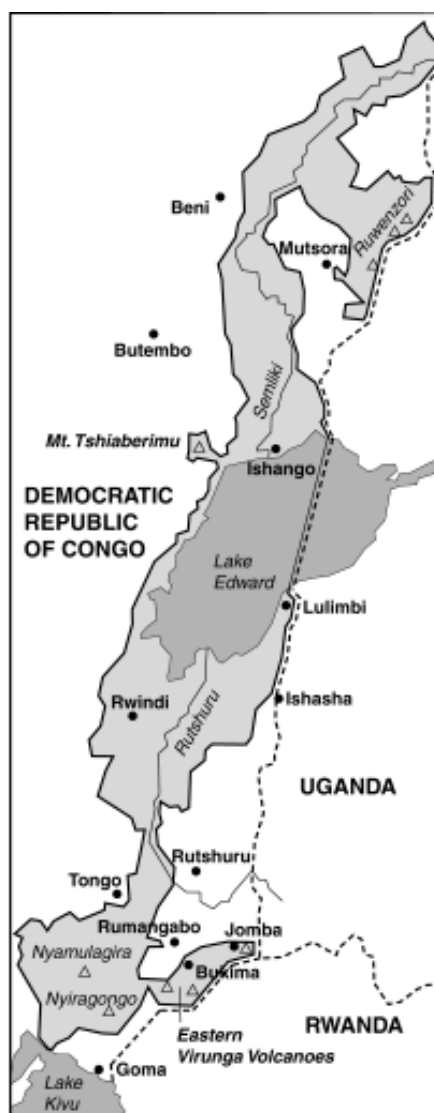 Beni
Ruwenzori
Mutsora
Butembo
Semliki
Mt. Tshiaberimu
Ishango
DEMOCRATIC
REPUBLIC
OF CONGO
Lake
Edward
Lulimbi
Rwindi
Rutshuru
Ishasha
UGANDA
Rutshuru
Tongo
Rumangabo
Jomba
Nyamulagira
Bukima
Nyiragongo
RWANDA
Eastern
Virunga Volcanoes
Goma
Lake
Kivu